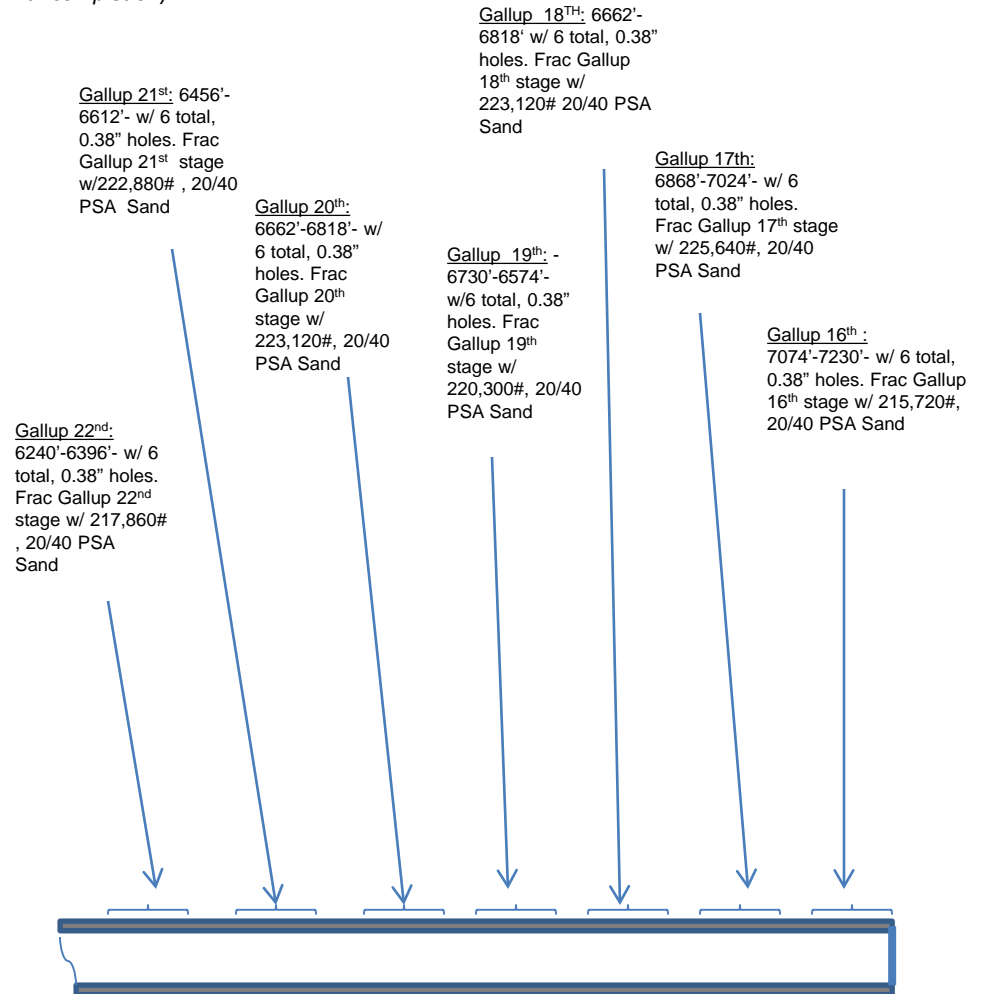 Gallup 18TH: 6662’-
6818‘ w/ 6 total, 0.38”
holes. Frac Gallup
18th stage w/
223,120# 20/40 PSA
Sand
Gallup 21st: 6456’-
6612’- w/ 6 total,
0.38” holes. Frac
Gallup 21st stage
w/222,880# , 20/40
PSA Sand
Gallup 17th:
6868’-7024’- w/ 6
total, 0.38” holes.
Frac Gallup 17th stage
w/ 225,640#, 20/40
PSA Sand
Gallup 20th:
6662’-6818’- w/
6 total, 0.38”
holes. Frac
Gallup 20th
stage w/
223,120#, 20/40
PSA Sand
Gallup 19th: -
6730’-6574’-
w/6 total, 0.38”
holes. Frac
Gallup 19th
stage w/
220,300#, 20/40
PSA Sand
Gallup 16th :
7074’-7230’- w/ 6 total,
0.38” holes. Frac Gallup
16th stage w/ 215,720#,
20/40 PSA Sand
Gallup 22nd:
6240’-6396’- w/ 6
total, 0.38” holes.
Frac Gallup 22nd
stage w/ 217,860#
, 20/40 PSA
Sand